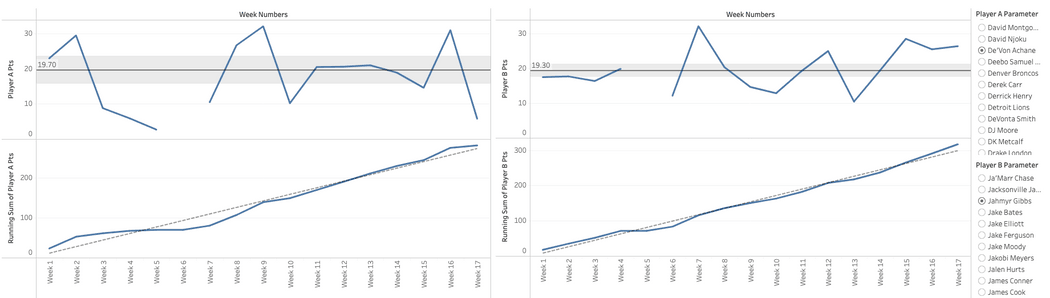 Week Numbers
Player A Pts
30
20
10
0
19.70
Running Sum of Player A Pts
200
100
0
Week 1
Week 2
Week 3
Week 4
Week 5
Week 6
Week 7
Week 8
Week 9
Week 10
Week 11
Week 12
Week 13
Week 14
Week 15
Week 16
Week 17
Week Numbers
Player B Pts
30
20
10
0
19.30
Running Sum of Player B Pts
300
200
100
0
Week 1
Week 2
Week 3
Week 4
Week 5
Week 6
Week 7
Week 8
Week 9
Week 10
Week 11
Week 12
Week 13
Week 14
Week 15
Week 16
Week 17
Player A Parameter
David Montgo...
David Njoku
De'Von Achane
Deebo Samuel ...
Denver Broncos
Derek Carr
Derrick Henry
Detroit Lions
DeVonta Smith
DJ Moore
DK Metcalf
Drake London
Player B Parameter
Ja'Marr Chase
Jacksonville Ja...
Jahmyr Gibbs
Jake Bates
Jake Elliott
Jake Ferguson
Jake Moody
Jakobi Meyers
Jalen Hurts
James Conner
James Cook